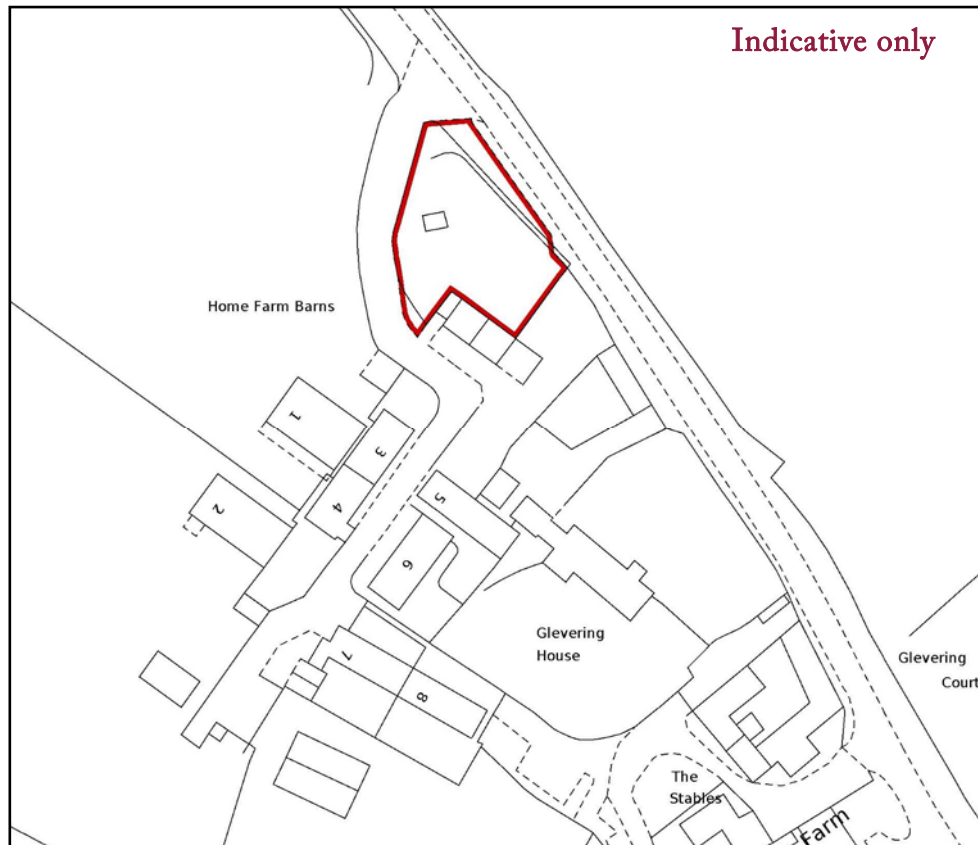 Indicative only
Home Farm Barns
1
3
2
4
5
6
Glevering
House
Glevering
Court
7
8
The
Stables
Farm